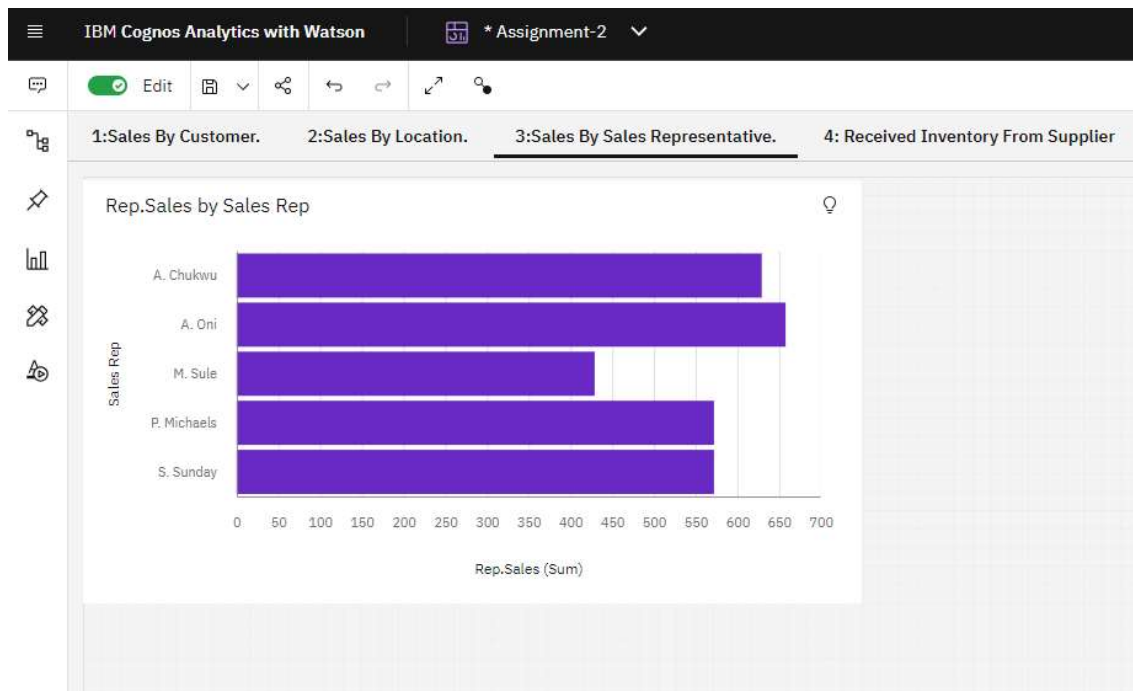 IBM Cognos Analytics with Watson
* Assignment-2
Edit
1:Sales By Customer.
2:Sales By Location.
3:Sales By Sales Representative.
4: Received Inventory From Supplier
Rep.Sales by Sales Rep
Sales Rep
A. Chukwu
A. Oni
M. Sule
P. Michaels
S. Sunday
0 50 100 150 200 250 300 350 400 450 500 550 600 650 700
Rep.Sales (Sum)